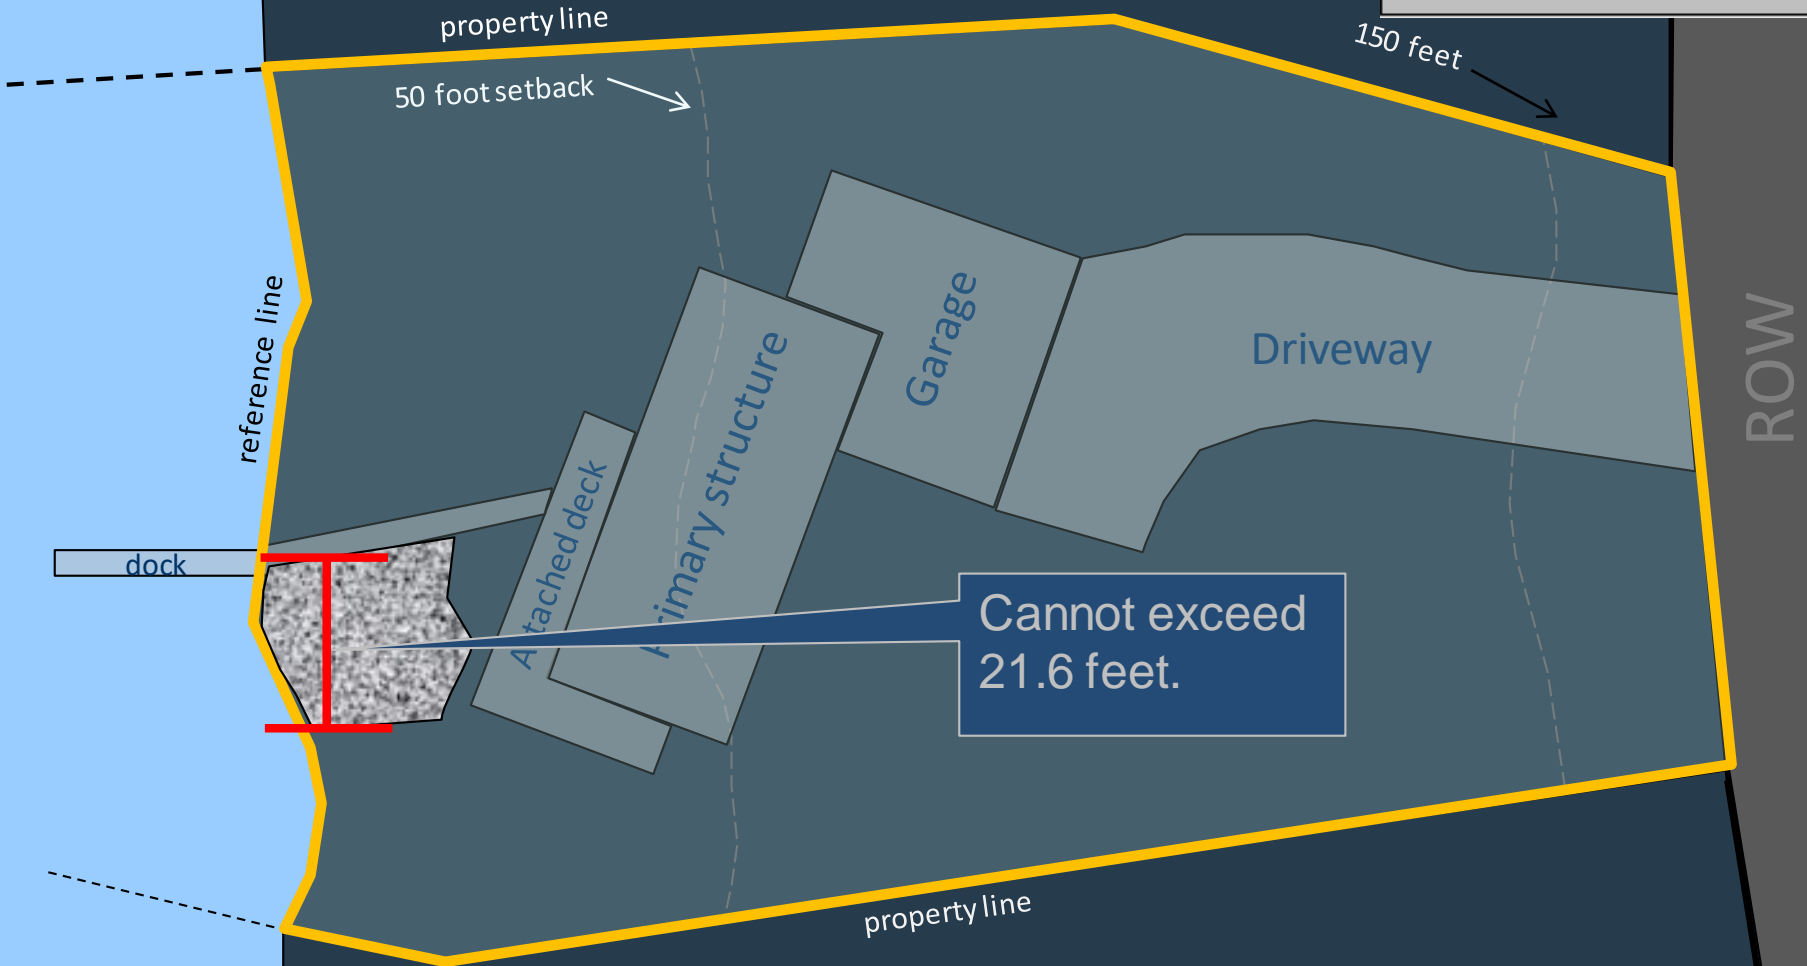 property line
150 feet
50 foot setback
reference line
Garage
Driveway
ROW
Primary structure
Attached deck
dock
Cannot exceed
21.6 feet.
property line